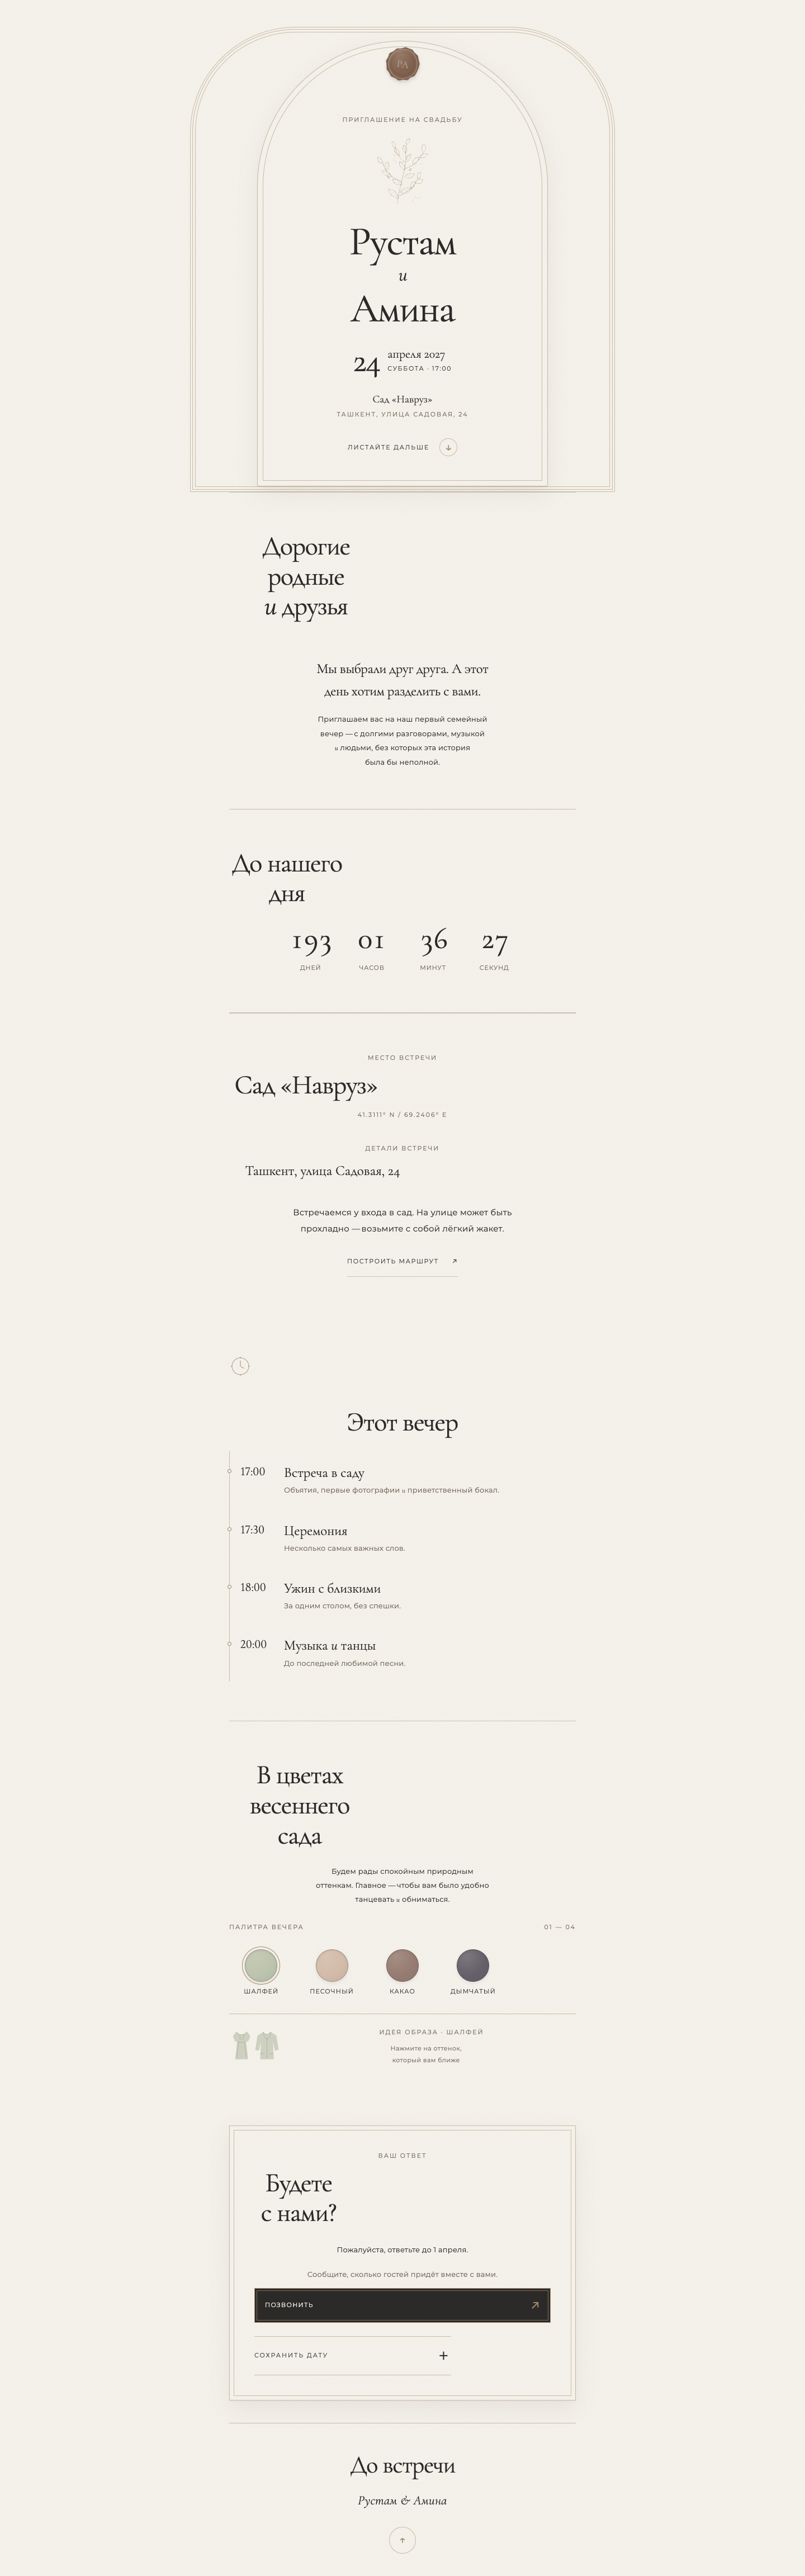 РА
ПРИГЛАШЕНИЕ НА СВАДЬБУ
Рустам
и
Амина
24 апреля 2027
СУББОТА · 17:00
Сад «Навруз»
ТАШКЕНТ, УЛИЦА САДОВАЯ, 24
ЛИСТАЙТЕ ДАЛЬШЕ ↓
Дорогие
родные
и друзья
Мы выбрали друг друга. А этот
день хотим разделить с вами.
Приглашаем вас на наш первый семейный
вечер — с долгими разговорами, музыкой
и людьми, без которых эта история
была бы неполной.
До нашего
дня
193 01 36 27
ДНЕЙ ЧАСОВ МИНУТ СЕКУНД
МЕСТО ВСТРЕЧИ
Сад «Навруз»
41.3111° N / 69.2406° E
ДЕТАЛИ ВСТРЕЧИ
Ташкент, улица Садовая, 24
Встречаемся у входа в сад. На улице может быть
прохладно — возьмите с собой лёгкий жакет.
ПОСТРОИТЬ МАРШРУТ ↗
Этот вечер
17:00 Встреча в саду
Объятия, первые фотографии и приветственный бокал.
17:30 Церемония
Несколько самых важных слов.
18:00 Ужин с близкими
За одним столом, без спешки.
20:00 Музыка и танцы
До последней любимой песни.
В цветах
весеннего
сада
Будем рады спокойным природным
оттенкам. Главное — чтобы вам было удобно
танцевать и обниматься.
ПАЛИТРА ВЕЧЕРА 01 — 04
ШАЛФЕЙ ПЕСОЧНЫЙ КАКАО ДЫМЧАТЫЙ
ИДЕЯ ОБРАЗА · ШАЛФЕЙ
Нажмите на оттенок,
который вам ближе
ВАШ ОТВЕТ
Будете
с нами?
Пожалуйста, ответьте до 1 апреля.
Сообщите, сколько гостей придёт вместе с вами.
ПОЗВОНИТЬ ↗
СОХРАНИТЬ ДАТУ +
До встречи
Рустам & Амина
↑